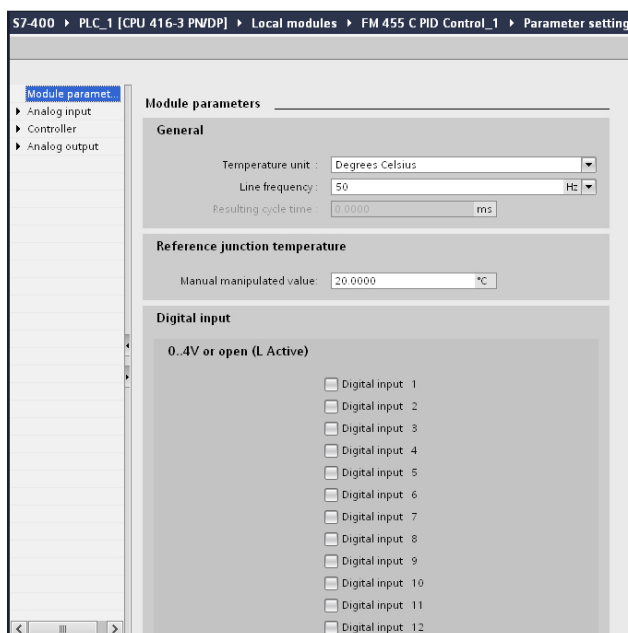 S7-400 ▸ PLC_1 [CPU 416-3 PN/DP] ▸ Local modules ▸ FM 455 C PID Control_1 ▸ Parameter setting
Module paramet...
Analog input
Controller
Analog output
Module parameters
General
Temperature unit : Degrees Celsius
Line frequency : 50 Hz
Resulting cycle time : 0.0000 ms
Reference junction temperature
Manual manipulated value: 20.0000 °C
Digital input
0..4V or open (L Active)
Digital input 1
Digital input 2
Digital input 3
Digital input 4
Digital input 5
Digital input 6
Digital input 7
Digital input 8
Digital input 9
Digital input 10
Digital input 11
Digital input 12